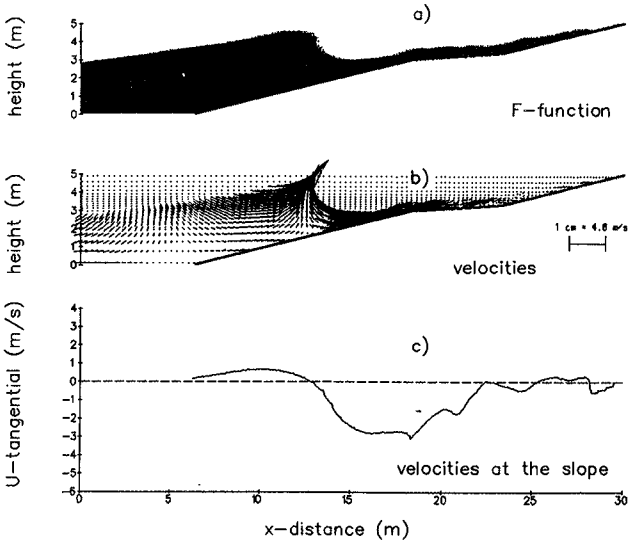 a)
height (m)
5
4
3
2
1
0
F-function
b)
height (m)
5
4
3
2
1
0
1 cm = 4.8 m/s
velocities
c)
U-tangential (m/s)
4
3
2
1
0
-1
-2
-3
-4
-5
-6
velocities at the slope
0 5 10 15 20 25 30
x-distance (m)